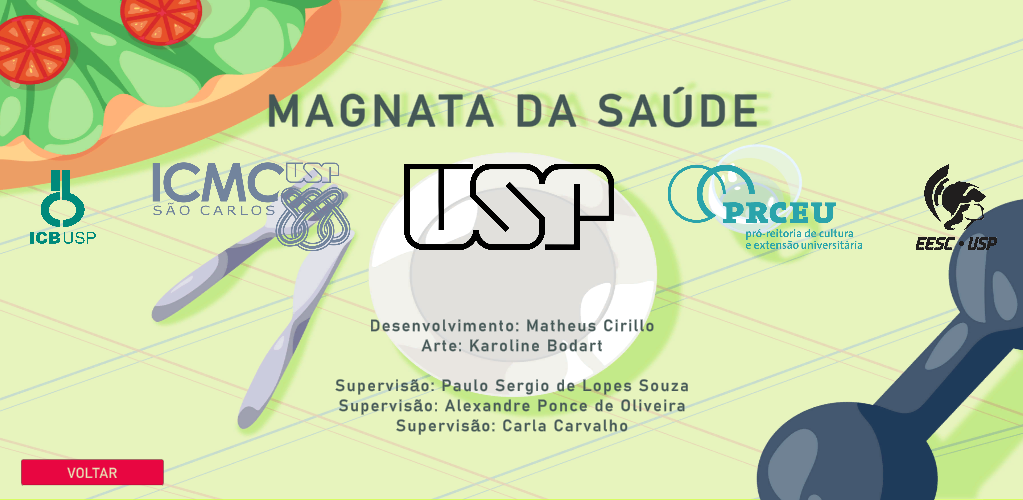 MAGNATA DA SAÚDE
ICB USP
ICMC USP
SÃO CARLOS
USP
PRCEU
pró-reitoria de cultura
e extensão universitária
EESC • USP
Desenvolvimento: Matheus Cirillo
Arte: Karoline Bodart
Supervisão: Paulo Sergio de Lopes Souza
Supervisão: Alexandre Ponce de Oliveira
Supervisão: Carla Carvalho
VOLTAR